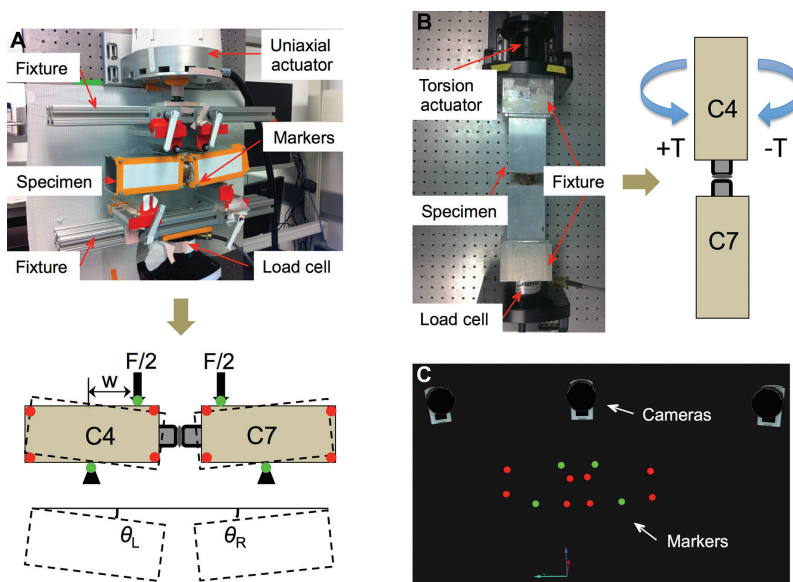 A
Uniaxial
actuator
Fixture
Markers
Specimen
Fixture
Load cell
F/2
F/2
w
C4
C7
θL
θR
B
Torsion
actuator
Fixture
Specimen
Load cell
+T
-T
C4
C7
C
Cameras
Markers